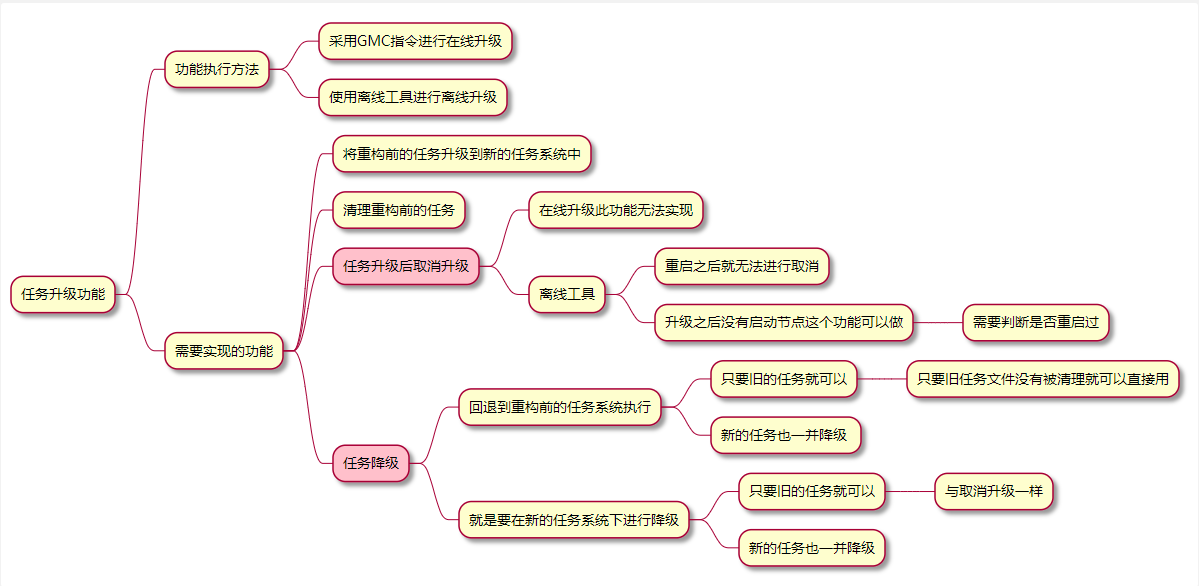 任务升级功能
功能执行方法
采用GMC指令进行在线升级
使用离线工具进行离线升级
需要实现的功能
将重构前的任务升级到新的任务系统中
清理重构前的任务
任务升级后取消升级
在线升级此功能无法实现
离线工具
重启之后就无法进行取消
升级之后没有启动节点这个功能可以做
需要判断是否重启过
任务降级
回退到重构前的任务系统执行
只要旧的任务就可以
只要旧任务文件没有被清理就可以直接用
新的任务也一并降级
就是要在新的任务系统下进行降级
只要旧的任务就可以
与取消升级一样
新的任务也一并降级